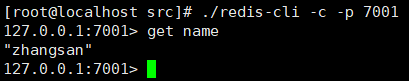 [root@localhost src]# ./redis-cli -c -p 7001
127.0.0.1:7001> get name
"zhangsan"
127.0.0.1:7001>